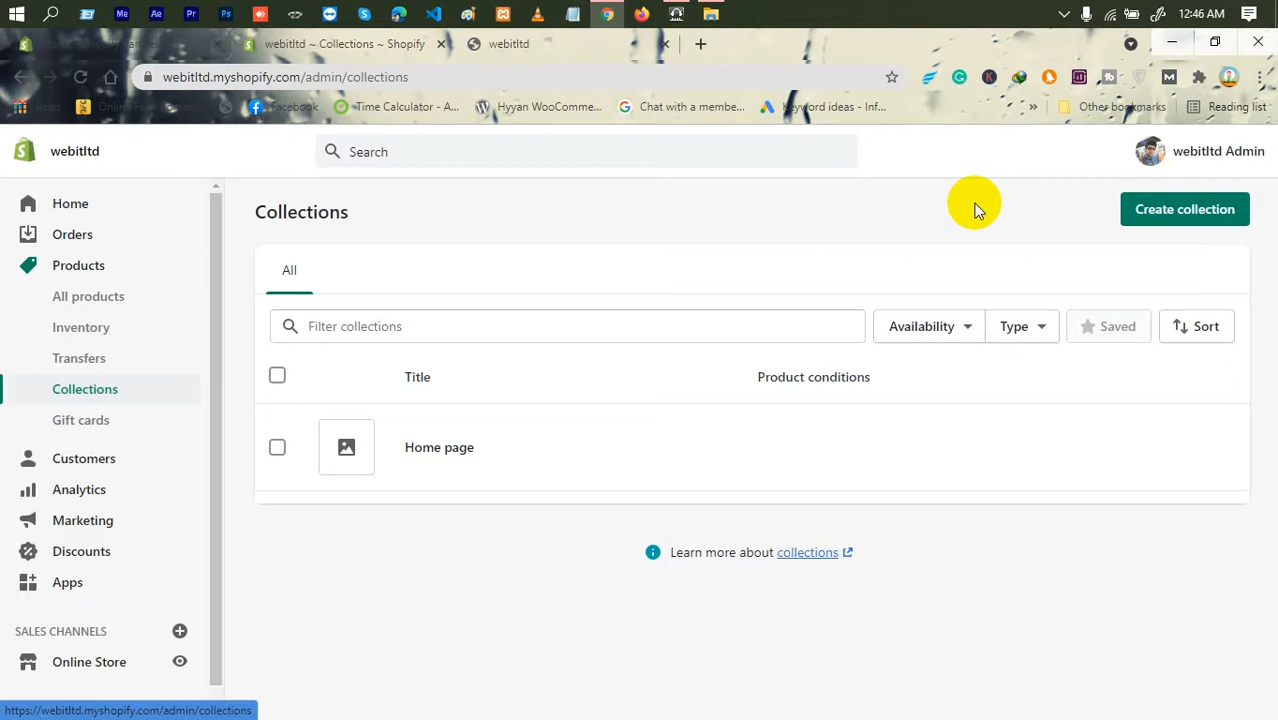 12:46 AM
webitltd ~ Collections ~ Shopify
webitltd
webitltd.myshopify.com/admin/collections
Apps
Facebook
Time Calculator - A...
Hyyan WooComme...
Chat with a membe...
Keyword ideas - Inf...
»
Other bookmarks
Reading list
webitltd
Search
webitltd Admin
Home
Orders
Products
All products
Inventory
Transfers
Collections
Gift cards
Customers
Analytics
Marketing
Discounts
Apps
SALES CHANNELS
Online Store
Collections
Create collection
All
Filter collections
Availability
Type
Saved
Sort
Title
Product conditions
Home page
Learn more about collections
https://webitltd.myshopify.com/admin/collections